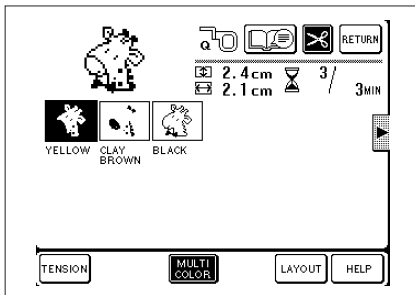 Q
RETURN
2.4cm 3/
2.1cm 3MIN
YELLOW CLAY BROWN BLACK
TENSION MULTI COLOR LAYOUT HELP